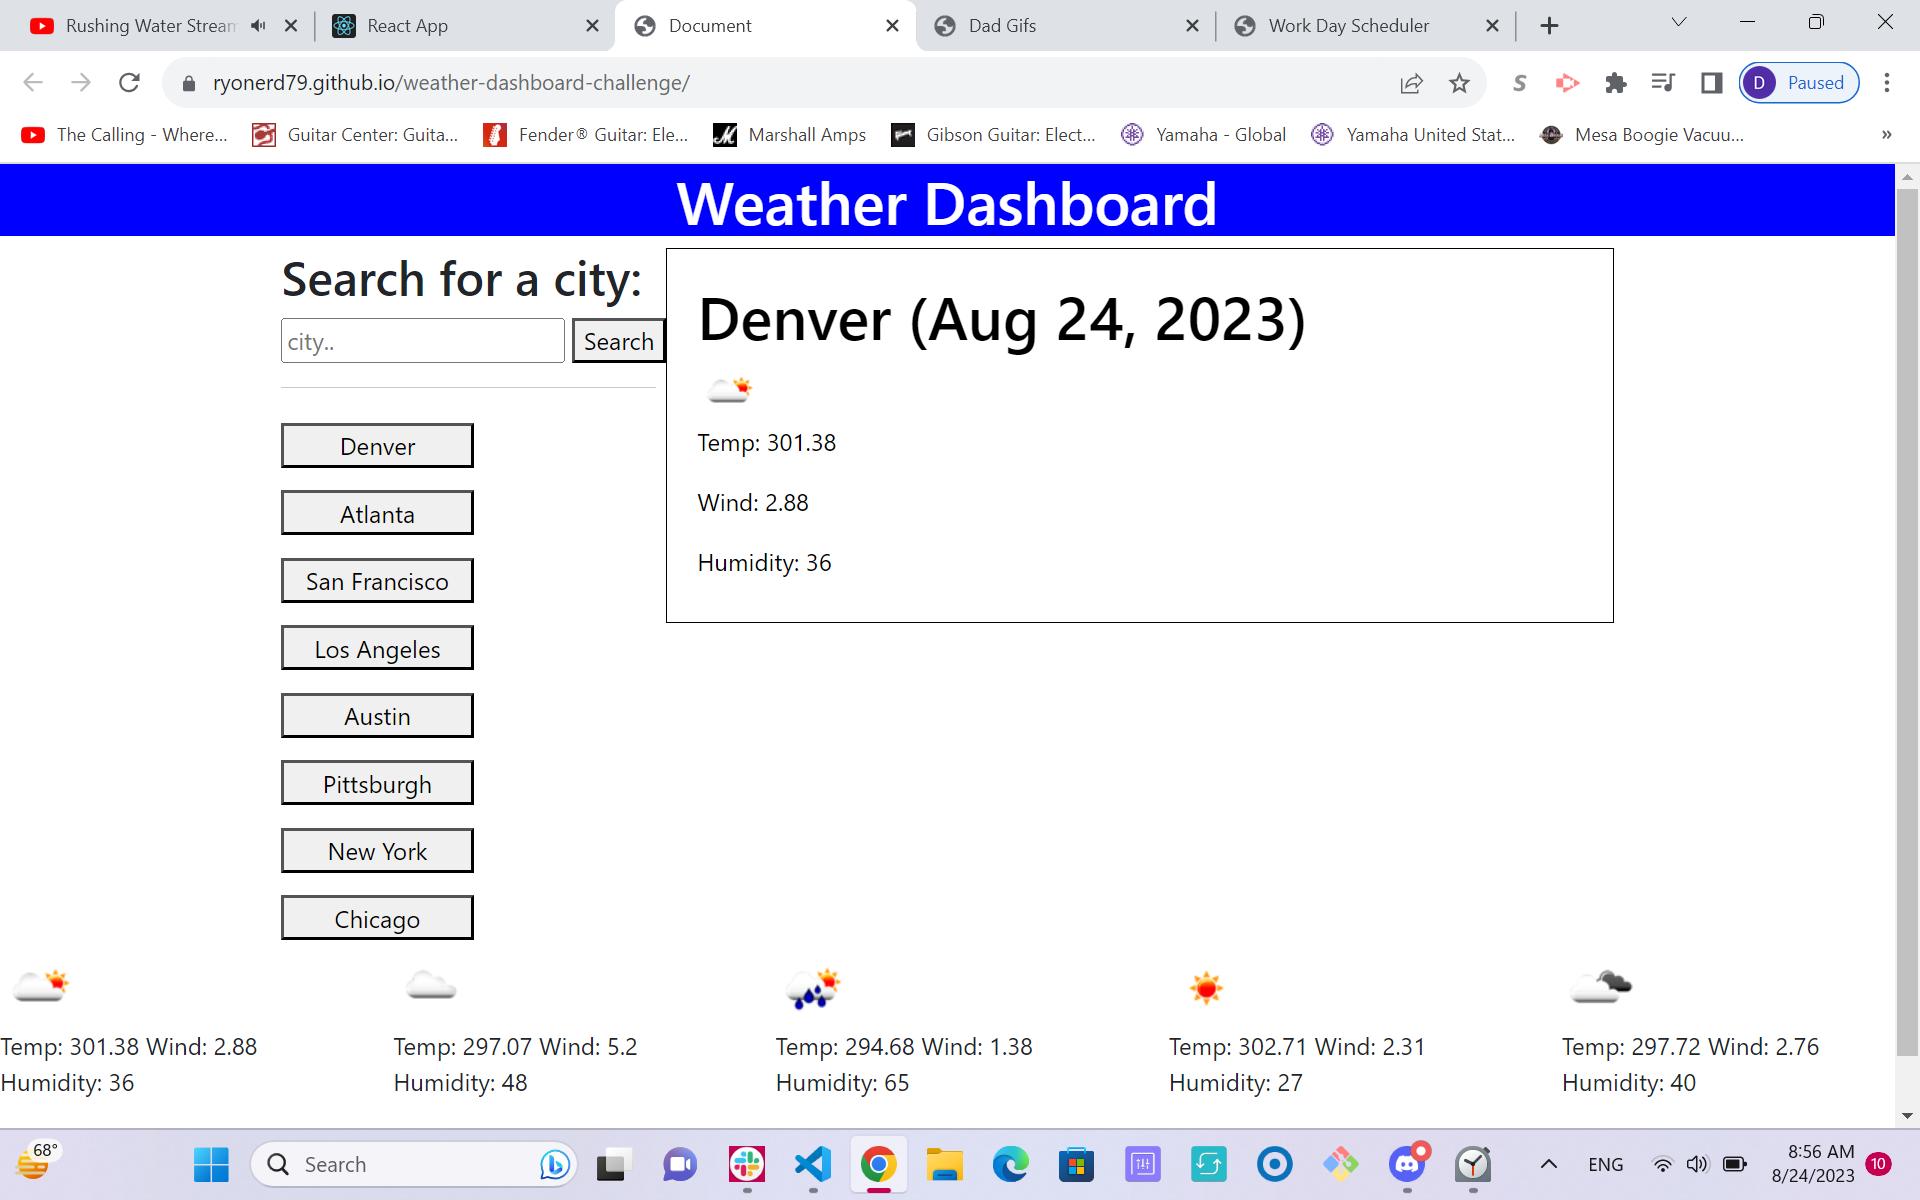 Rushing Water Stream
React App
Document
Dad Gifs
Work Day Scheduler
ryonerd79.github.io/weather-dashboard-challenge/
S
D
Paused
The Calling - Where...
Guitar Center: Guita...
Fender® Guitar: Ele...
Marshall Amps
Gibson Guitar: Elect...
Yamaha - Global
Yamaha United Stat...
Mesa Boogie Vacuu...
»
Weather Dashboard
Search for a city:
city..
Search
Denver (Aug 24, 2023)
Temp: 301.38
Wind: 2.88
Humidity: 36
Denver
Atlanta
San Francisco
Los Angeles
Austin
Pittsburgh
New York
Chicago
Temp: 301.38 Wind: 2.88
Humidity: 36
Temp: 297.07 Wind: 5.2
Humidity: 48
Temp: 294.68 Wind: 1.38
Humidity: 65
Temp: 302.71 Wind: 2.31
Humidity: 27
Temp: 297.72 Wind: 2.76
Humidity: 40
68°
Search
ENG
8:56 AM
8/24/2023
10